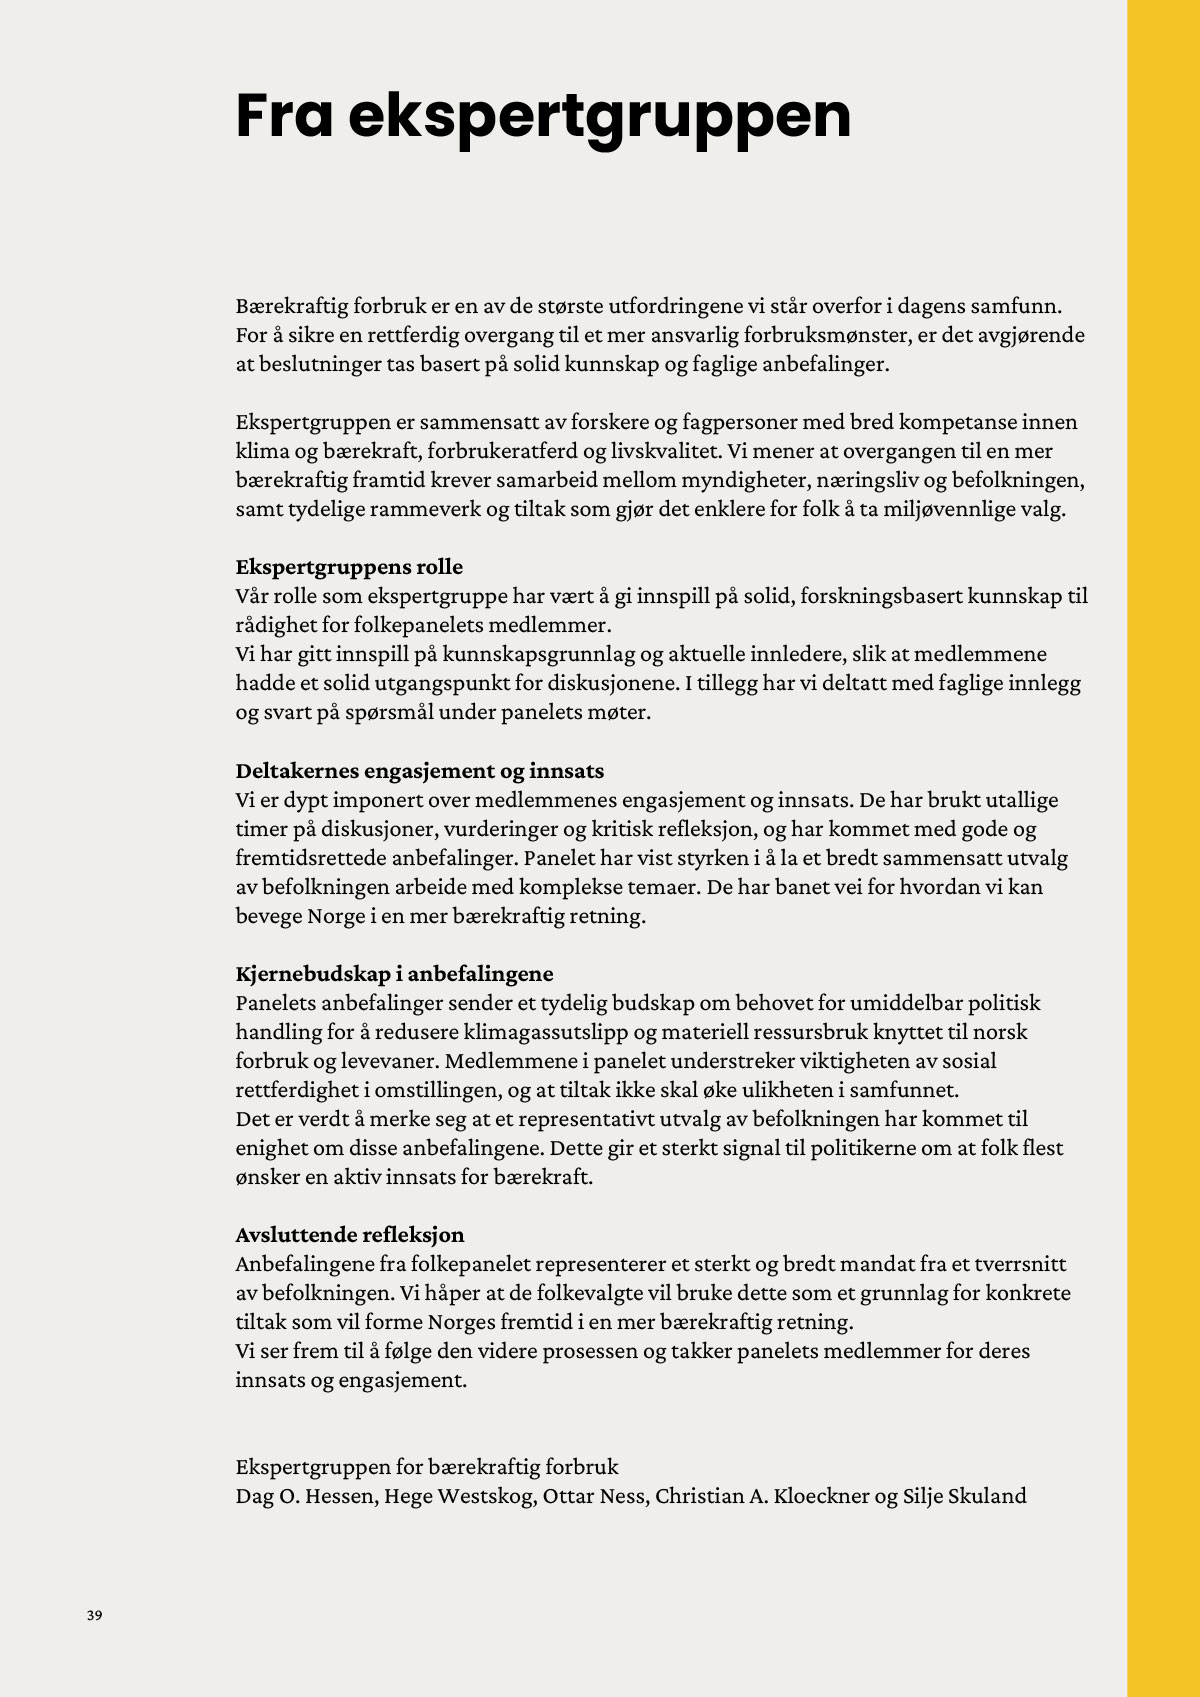 Fra ekspertgruppen
Bærekraftig forbruk er en av de største utfordringene vi står overfor i dagens samfunn.
For å sikre en rettferdig overgang til et mer ansvarlig forbruksmønster, er det avgjørende
at beslutninger tas basert på solid kunnskap og faglige anbefalinger.
Ekspertgruppen er sammensatt av forskere og fagpersoner med bred kompetanse innen
klima og bærekraft, forbrukeratferd og livskvalitet. Vi mener at overgangen til en mer
bærekraftig framtid krever samarbeid mellom myndigheter, næringsliv og befolkningen,
samt tydelige rammeverk og tiltak som gjør det enklere for folk å ta miljøvennlige valg.
Ekspertgruppens rolle
Vår rolle som ekspertgruppe har vært å gi innspill på solid, forskningsbasert kunnskap til
rådighet for folkepanelets medlemmer.
Vi har gitt innspill på kunnskapsgrunnlag og aktuelle innledere, slik at medlemmene
hadde et solid utgangspunkt for diskusjonene. I tillegg har vi deltatt med faglige innlegg
og svart på spørsmål under panelets møter.
Deltakernes engasjement og innsats
Vi er dypt imponert over medlemmenes engasjement og innsats. De har brukt utallige
timer på diskusjoner, vurderinger og kritisk refleksjon, og har kommet med gode og
fremtidsrettede anbefalinger. Panelet har vist styrken i å la et bredt sammensatt utvalg
av befolkningen arbeide med komplekse temaer. De har banet vei for hvordan vi kan
bevege Norge i en mer bærekraftig retning.
Kjernebudskap i anbefalingene
Panelets anbefalinger sender et tydelig budskap om behovet for umiddelbar politisk
handling for å redusere klimagassutslipp og materiell ressursbruk knyttet til norsk
forbruk og levevaner. Medlemmene i panelet understreker viktigheten av sosial
rettferdighet i omstillingen, og at tiltak ikke skal øke ulikheten i samfunnet.
Det er verdt å merke seg at et representativt utvalg av befolkningen har kommet til
enighet om disse anbefalingene. Dette gir et sterkt signal til politikerne om at folk flest
ønsker en aktiv innsats for bærekraft.
Avsluttende refleksjon
Anbefalingene fra folkepanelet representerer et sterkt og bredt mandat fra et tverrsnitt
av befolkningen. Vi håper at de folkevalgte vil bruke dette som et grunnlag for konkrete
tiltak som vil forme Norges fremtid i en mer bærekraftig retning.
Vi ser frem til å følge den videre prosessen og takker panelets medlemmer for deres
innsats og engasjement.
Ekspertgruppen for bærekraftig forbruk
Dag O. Hessen, Hege Westskog, Ottar Ness, Christian A. Kloeckner og Silje Skuland
39